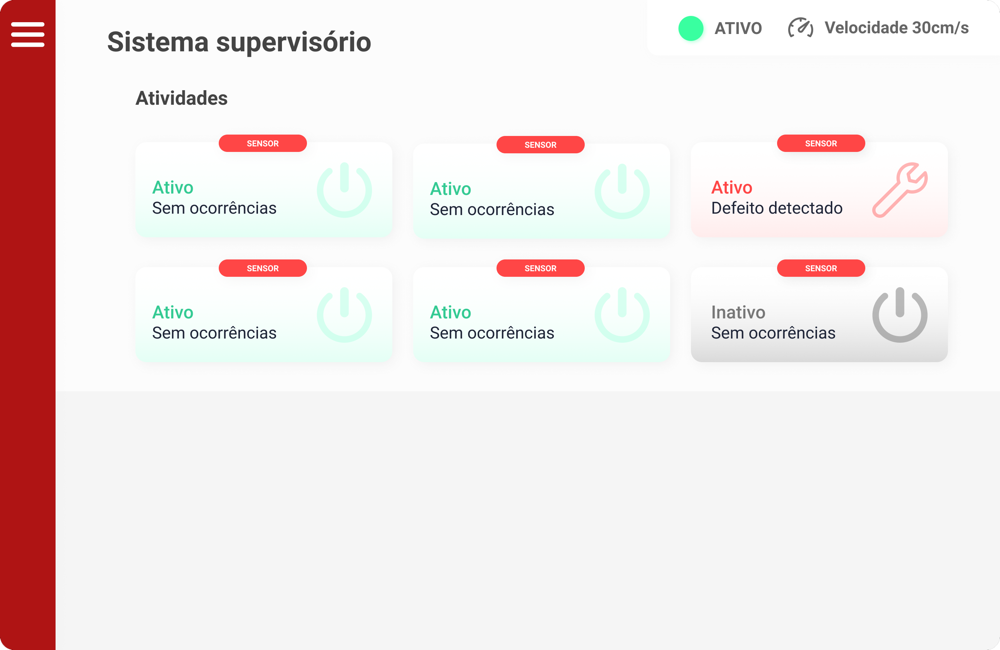 Sistema supervisório
ATIVO
Velocidade 30cm/s
Atividades
SENSOR
Ativo
Sem ocorrências
SENSOR
Ativo
Sem ocorrências
SENSOR
Ativo
Defeito detectado
SENSOR
Ativo
Sem ocorrências
SENSOR
Ativo
Sem ocorrências
SENSOR
Inativo
Sem ocorrências